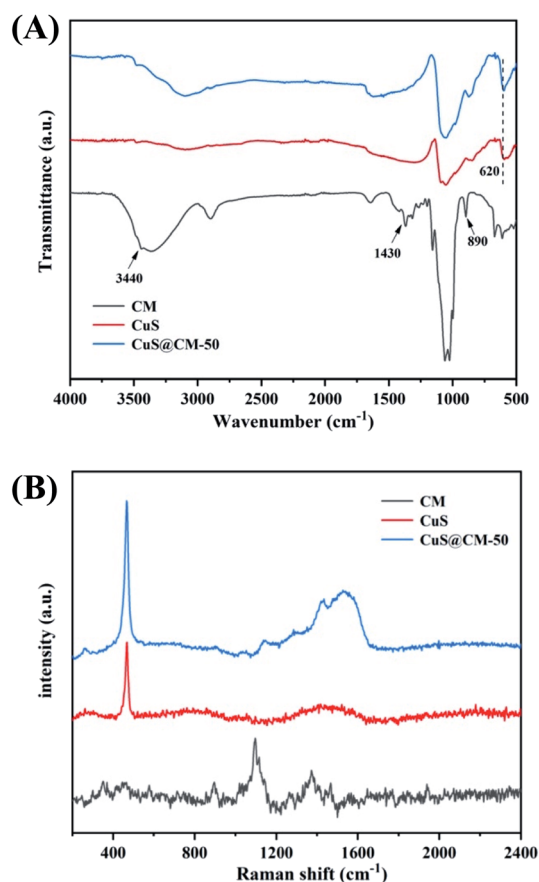 (A)
Transmittance (a.u.)
620
3440
1430
890
CM
CuS
CuS@CM-50
4000 3500 3000 2500 2000 1500 1000 500
Wavenumber (cm-1)
(B)
intensity (a.u.)
CM
CuS
CuS@CM-50
400 800 1200 1600 2000 2400
Raman shift (cm-1)